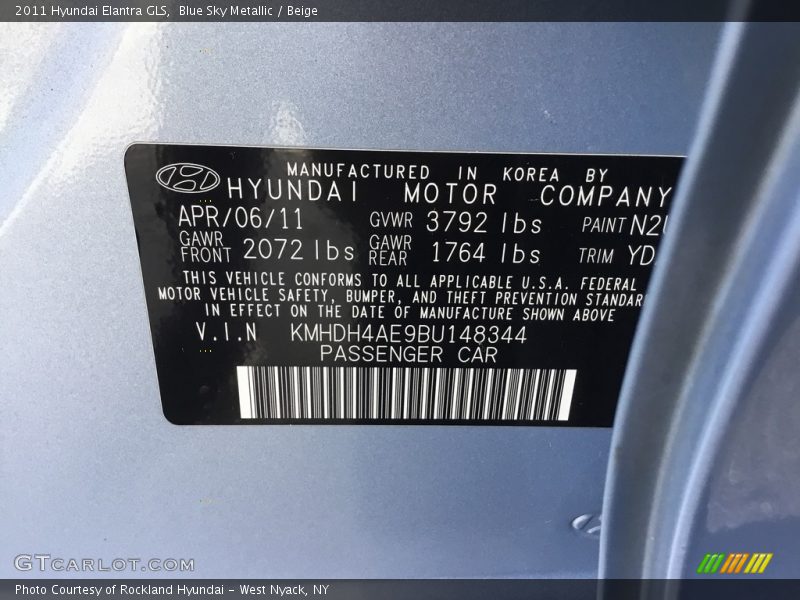 2011 Hyundai Elantra GLS, Blue Sky Metallic / Beige
MANUFACTURED IN KOREA BY
HYUNDAI MOTOR COMPANY
APR/06/11 GVWR 3792 lbs PAINT
GAWR FRONT 2072 lbs GAWR REAR 1764 lbs TRIM YD
THIS VEHICLE CONFORMS TO ALL APPLICABLE U.S.A. FEDERAL
MOTOR VEHICLE SAFETY, BUMPER, AND THEFT PREVENTION STANDAR
IN EFFECT ON THE DATE OF MANUFACTURE SHOWN ABOVE
V.I.N KMHDH4AE9BU148344
PASSENGER CAR
GTCARLOT.COM
Photo Courtesy of Rockland Hyundai - West Nyack, NY